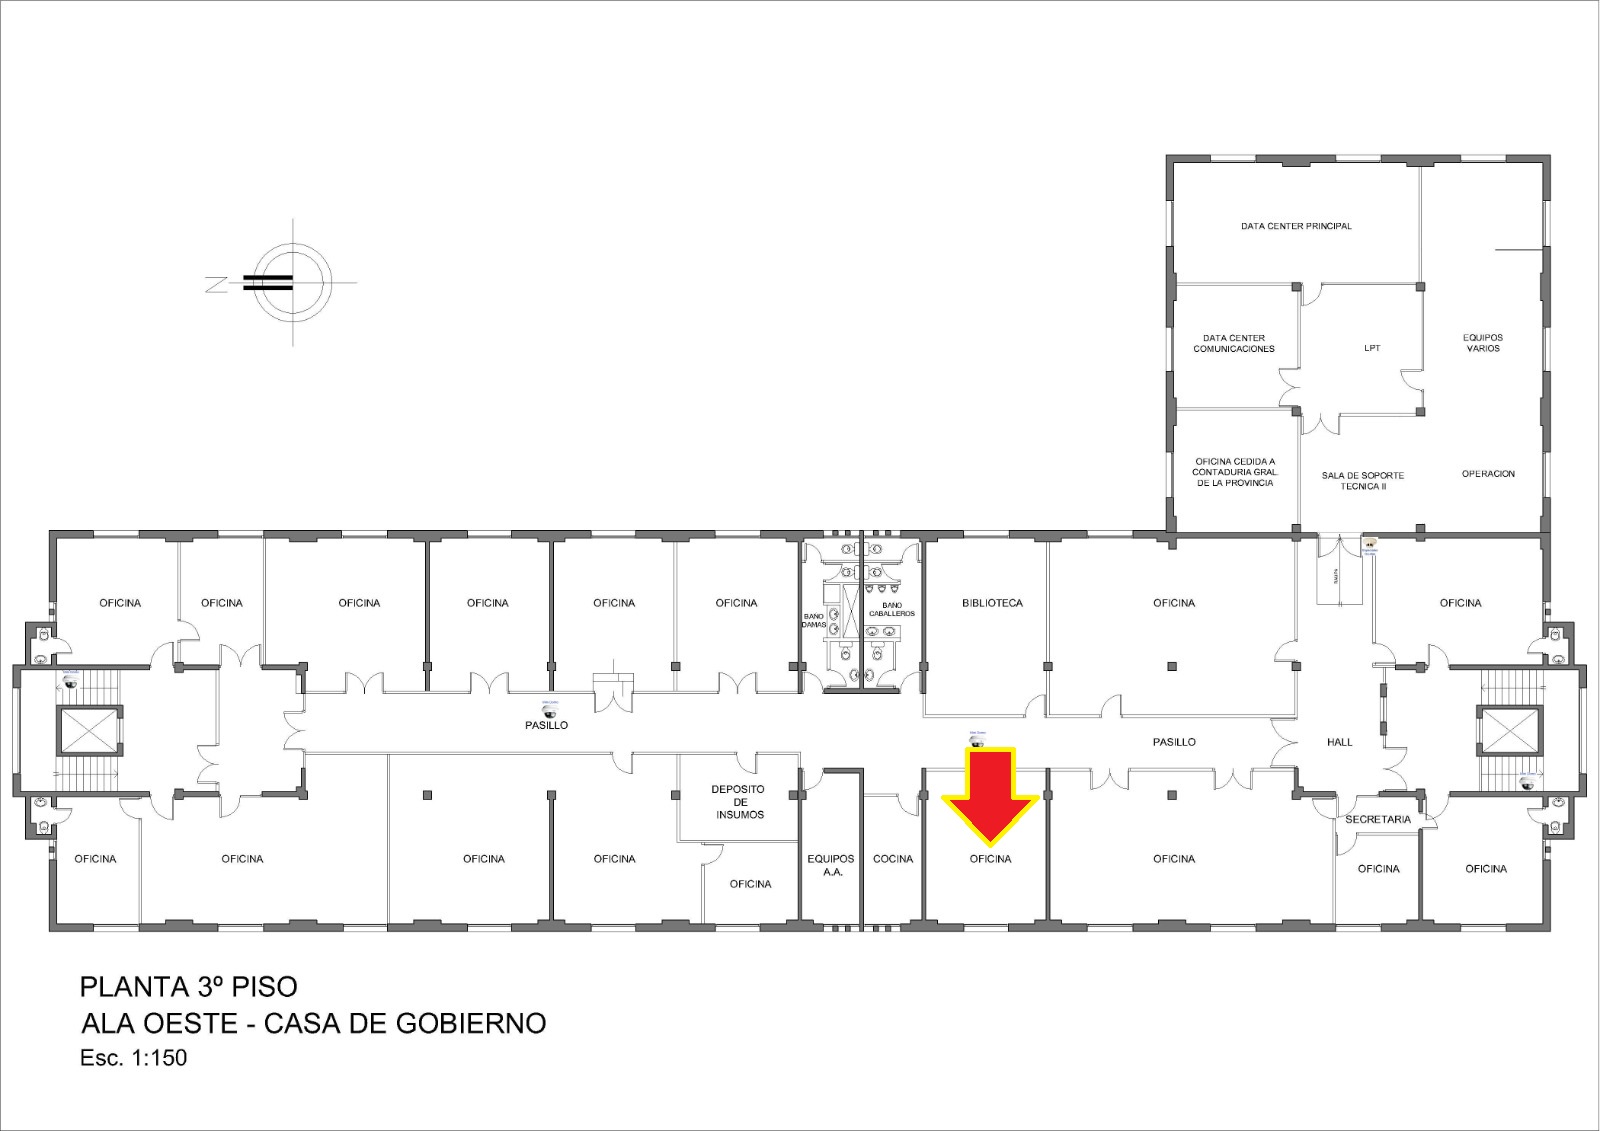 DATA CENTER PRINCIPAL
N
DATA CENTER
COMUNICACIONES
LPT
EQUIPOS
VARIOS
OFICINA CEDIDA A
CONTADURIA GRAL.
DE LA PROVINCIA
SALA DE SOPORTE
TECNICA II
OPERACION
OFICINA
OFICINA
OFICINA
OFICINA
OFICINA
OFICINA
BAÑO
DAMAS
BAÑO
CABALLEROS
BIBLIOTECA
OFICINA
OFICINA
PASILLO
PASILLO
HALL
DEPOSITO
DE
INSUMOS
SECRETARIA
OFICINA
OFICINA
OFICINA
OFICINA
OFICINA
EQUIPOS
A.A.
COCINA
OFICINA
OFICINA
OFICINA
OFICINA
PLANTA 3º PISO
ALA OESTE - CASA DE GOBIERNO
Esc. 1:150